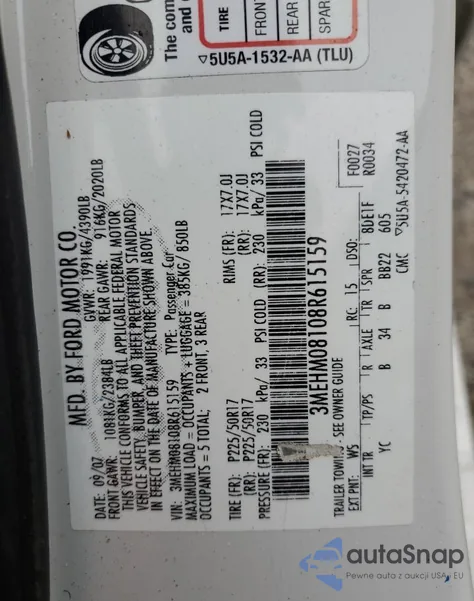 The com
and c
TIRE
FRONT
REAR
SPAR
▽5U5A-1532-AA (TLU)
MFD. BY FORD MOTOR CO.
DATE: 09/07 GVWR: 1991KG/4390LB
FRONT GAWR: 1081KG/2384LB REAR GAWR: 916KG/2020LB
THIS VEHICLE CONFORMS TO ALL APPLICABLE FEDERAL MOTOR
VEHICLE SAFETY, BUMPER, AND THEFT PREVENTION STANDARDS
IN EFFECT ON THE DATE OF MANUFACTURE SHOWN ABOVE
VIN: 3MEHM08108R615159 TYPE: Passenger Car
MAXIMUM LOAD = OCCUPANTS + LUGGAGE = 385KG/ 850LB
OCCUPANTS = 5 TOTAL; 2 FRONT, 3 REAR
TIRE (FR): P225/50R17 RIMS (FR): 17X7.0J
(RR): P225/50R17 (RR): 17X7.0J
PRESSURE (FR): 230 kPa/ 33 PSI COLD (RR): 230 kPa/ 33 PSI COLD
3MEHM08108R615159
F0027
R0034
TRAILER TOWING - SEE OWNER GUIDE
EXT PNT: WS RC: 15 DSO: 8DE1F
INT TR TP/PS R AXLE TR SPR 605
YC B 34 B BB22
CMC ▽5U5A-5420472-AA
autoSnap
Pewne auta z aukcji USA i EU